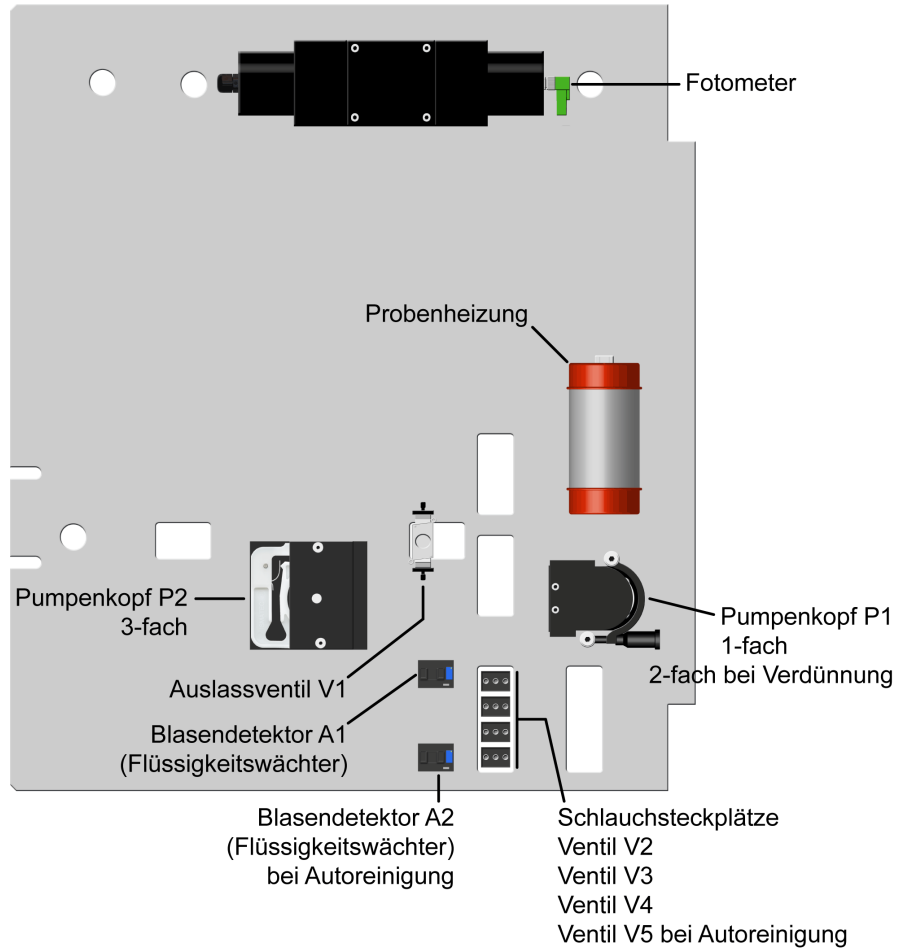 Fotometer
Probenheizung
Pumpenkopf P2
3-fach
Pumpenkopf P1
1-fach
2-fach bei Verdünnung
Auslassventil V1
Blasendetektor A1
(Flüssigkeitswächter)
Blasendetektor A2
(Flüssigkeitswächter)
bei Autoreinigung
Schlauchsteckplätze
Ventil V2
Ventil V3
Ventil V4
Ventil V5 bei Autoreinigung